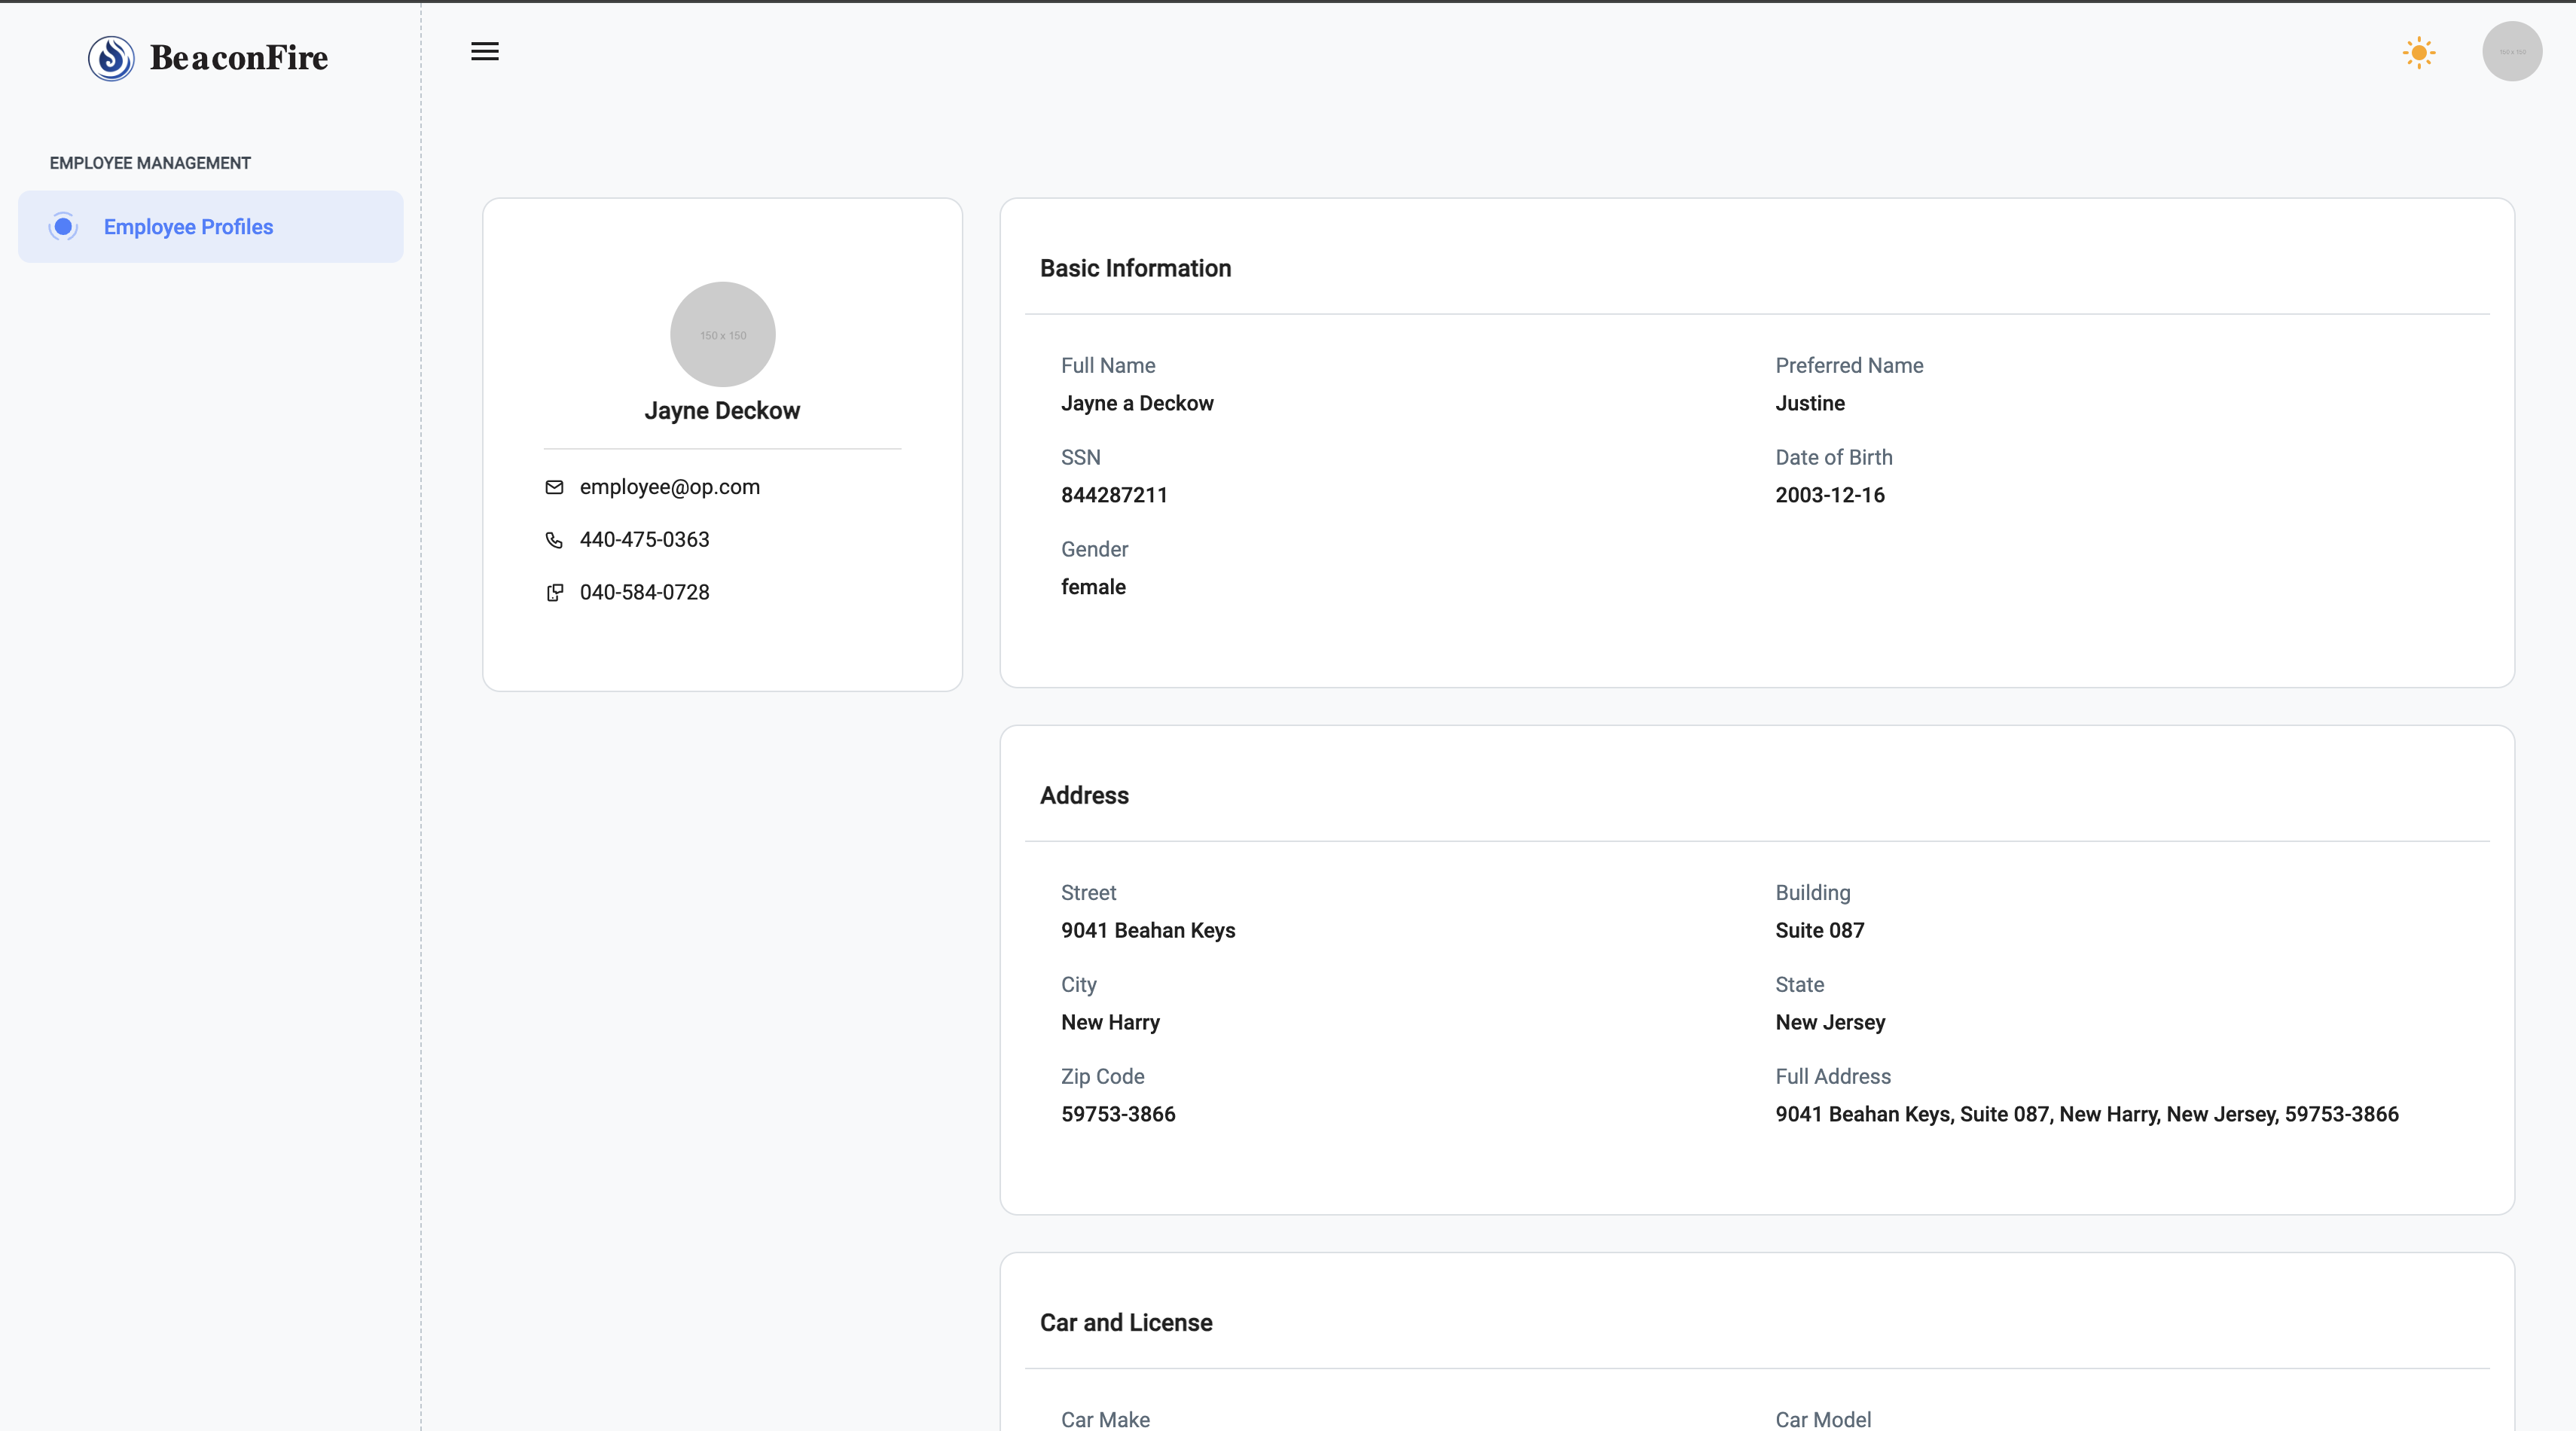 BeaconFire
150 x 150
EMPLOYEE MANAGEMENT
Employee Profiles
150 x 150
Jayne Deckow
employee@op.com
440-475-0363
040-584-0728
Basic Information
Full Name
Preferred Name
Jayne a Deckow
Justine
SSN
Date of Birth
844287211
2003-12-16
Gender
female
Address
Street
Building
9041 Beahan Keys
Suite 087
City
State
New Harry
New Jersey
Zip Code
Full Address
59753-3866
9041 Beahan Keys, Suite 087, New Harry, New Jersey, 59753-3866
Car and License
Car Make
Car Model